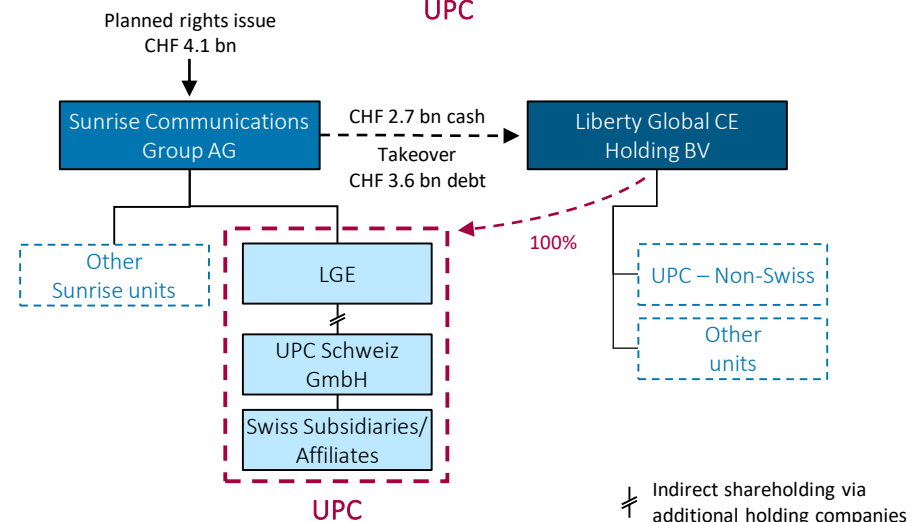 UPC
Planned rights issue
CHF 4.1 bn
Sunrise Communications
Group AG
CHF 2.7 bn cash
Takeover
CHF 3.6 bn debt
Liberty Global CE
Holding BV
100%
Other
Sunrise units
LGE
UPC Schweiz
GmbH
Swiss Subsidiaries/
Affiliates
UPC
UPC – Non-Swiss
Other
units
Indirect shareholding via
additional holding companies